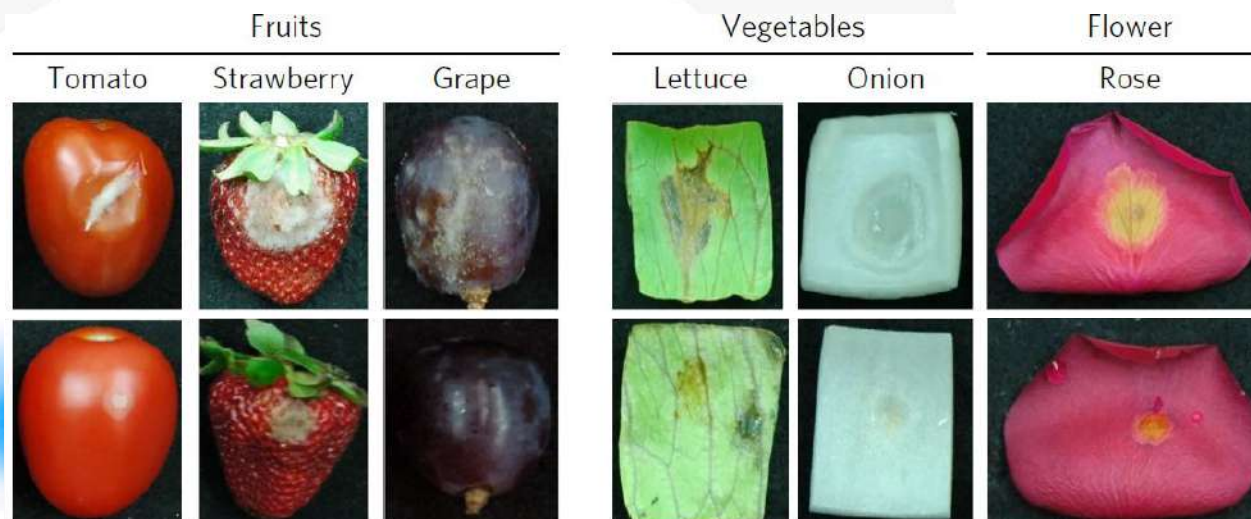 Fruits
Vegetables
Flower
Tomato
Strawberry
Grape
Lettuce
Onion
Rose